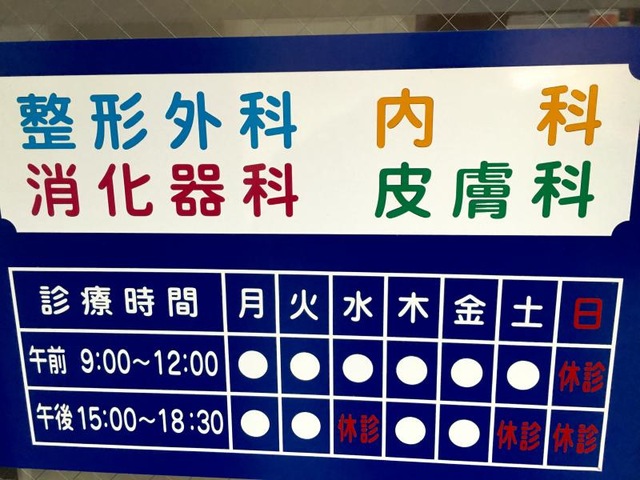 整形外科 内科
消化器科 皮膚科
診療時間 月 火 水 木 金 土 日
午前 9:00～12:00 ● ● ● ● ● ● 休診
午後15:00～18:30 ● ● 休診 ● ● 休診 休診